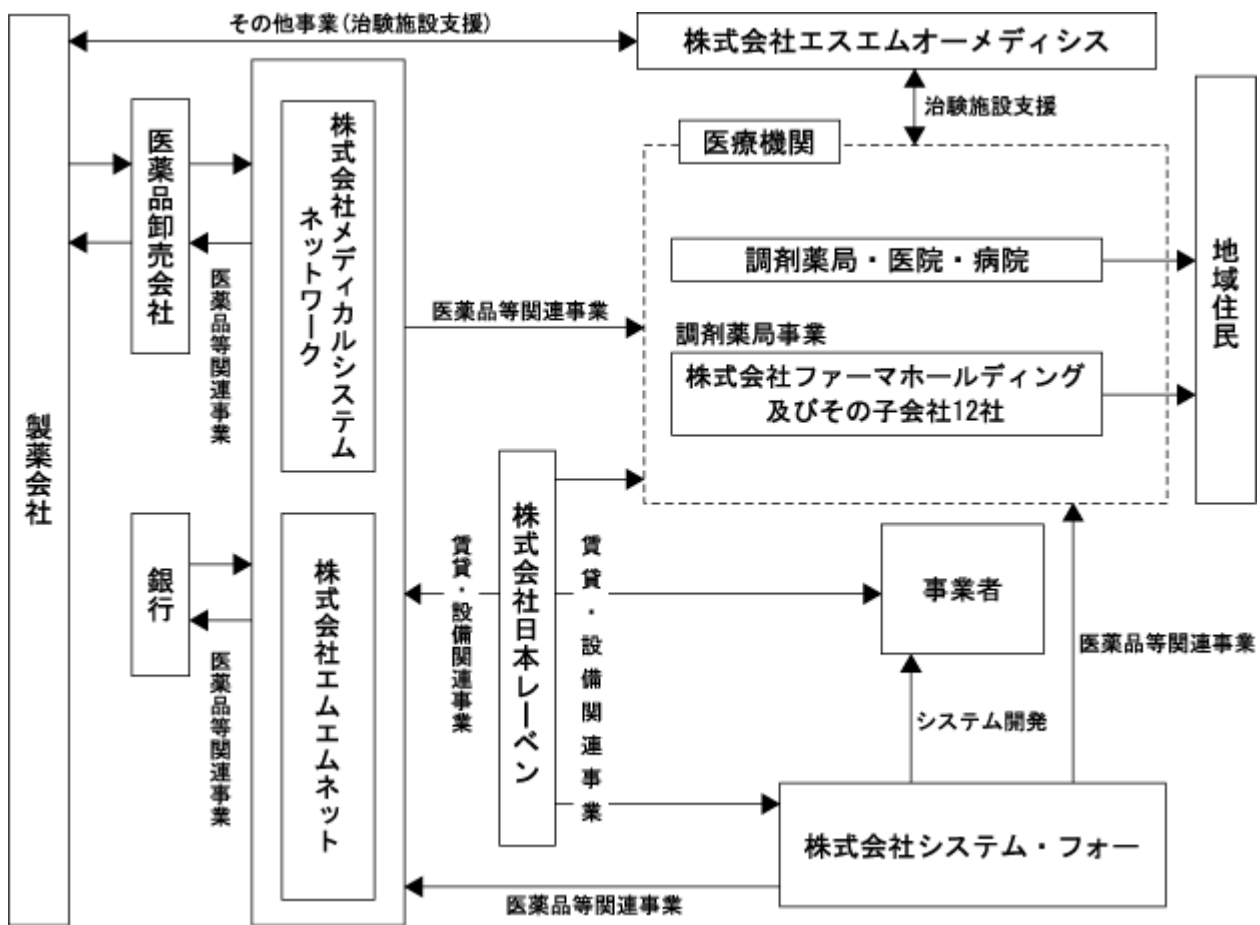 その他事業(治験施設支援)
株式会社エスエムオーメディシス
治験施設支援
製薬会社
医薬品卸売会社
医薬品等関連事業
株式会社メディカルシステム
ネットワーク
医薬品等関連事業
医療機関
調剤薬局・医院・病院
調剤薬局事業
株式会社ファーマホールディング
及びその子会社12社
地域住民
銀行
医薬品等関連事業
株式会社エムエムネット
賃貸・設備関連事業
株式会社日本レーベン
賃貸・設備関連事業
事業者
システム開発
医薬品等関連事業
株式会社システム・フォー
医薬品等関連事業